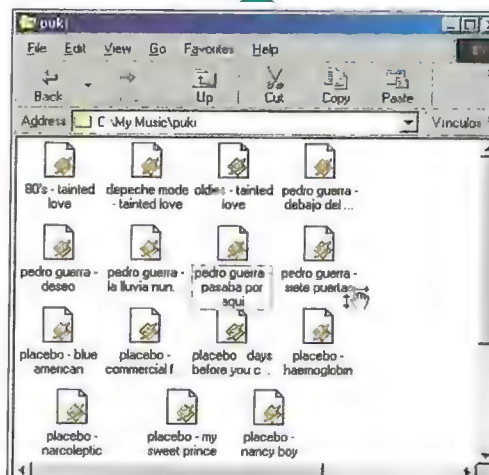 puki
File Edit View Go Favorites Help
Back Up Cut Copy Paste
Address C:\My Music\puki Vínculos
80's - tainted love
depeche mode - tainted love
oldies - tainted love
pedro guerra - debajo del ...
pedro guerra - deseo
pedro guerra - la lluvia nun.
pedro guerra - pasaba por aqui
pedro guerra - siete puertas
placebo - blue american
placebo - commercial f
placebo - days before you c ..
placebo - haemoglobin
placebo - narcoleptic
placebo - my sweet prince
placebo - nancy boy